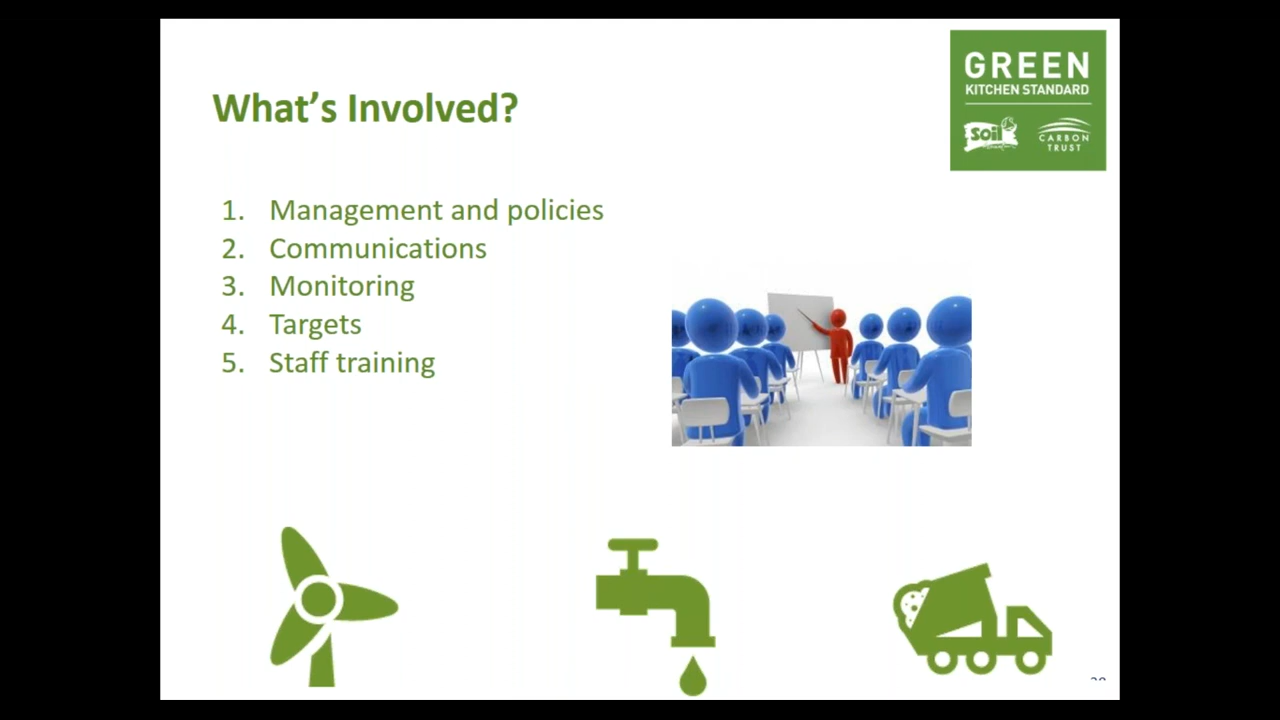 GREEN
KITCHEN STANDARD
Soil
CARBON
TRUST
What's Involved?
1. Management and policies
2. Communications
3. Monitoring
4. Targets
5. Staff training